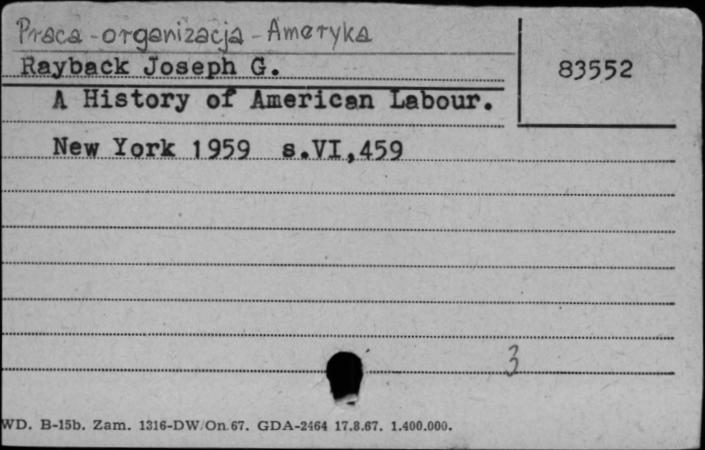 Praca - organizacja - Ameryka
Rayback Joseph G.
83552
A History of American Labour.
New York 1959 s.VI,459
3
WD. B-15b. Zam. 1316-DW/On.67. GDA-2464 17.8.67. 1.400.000.